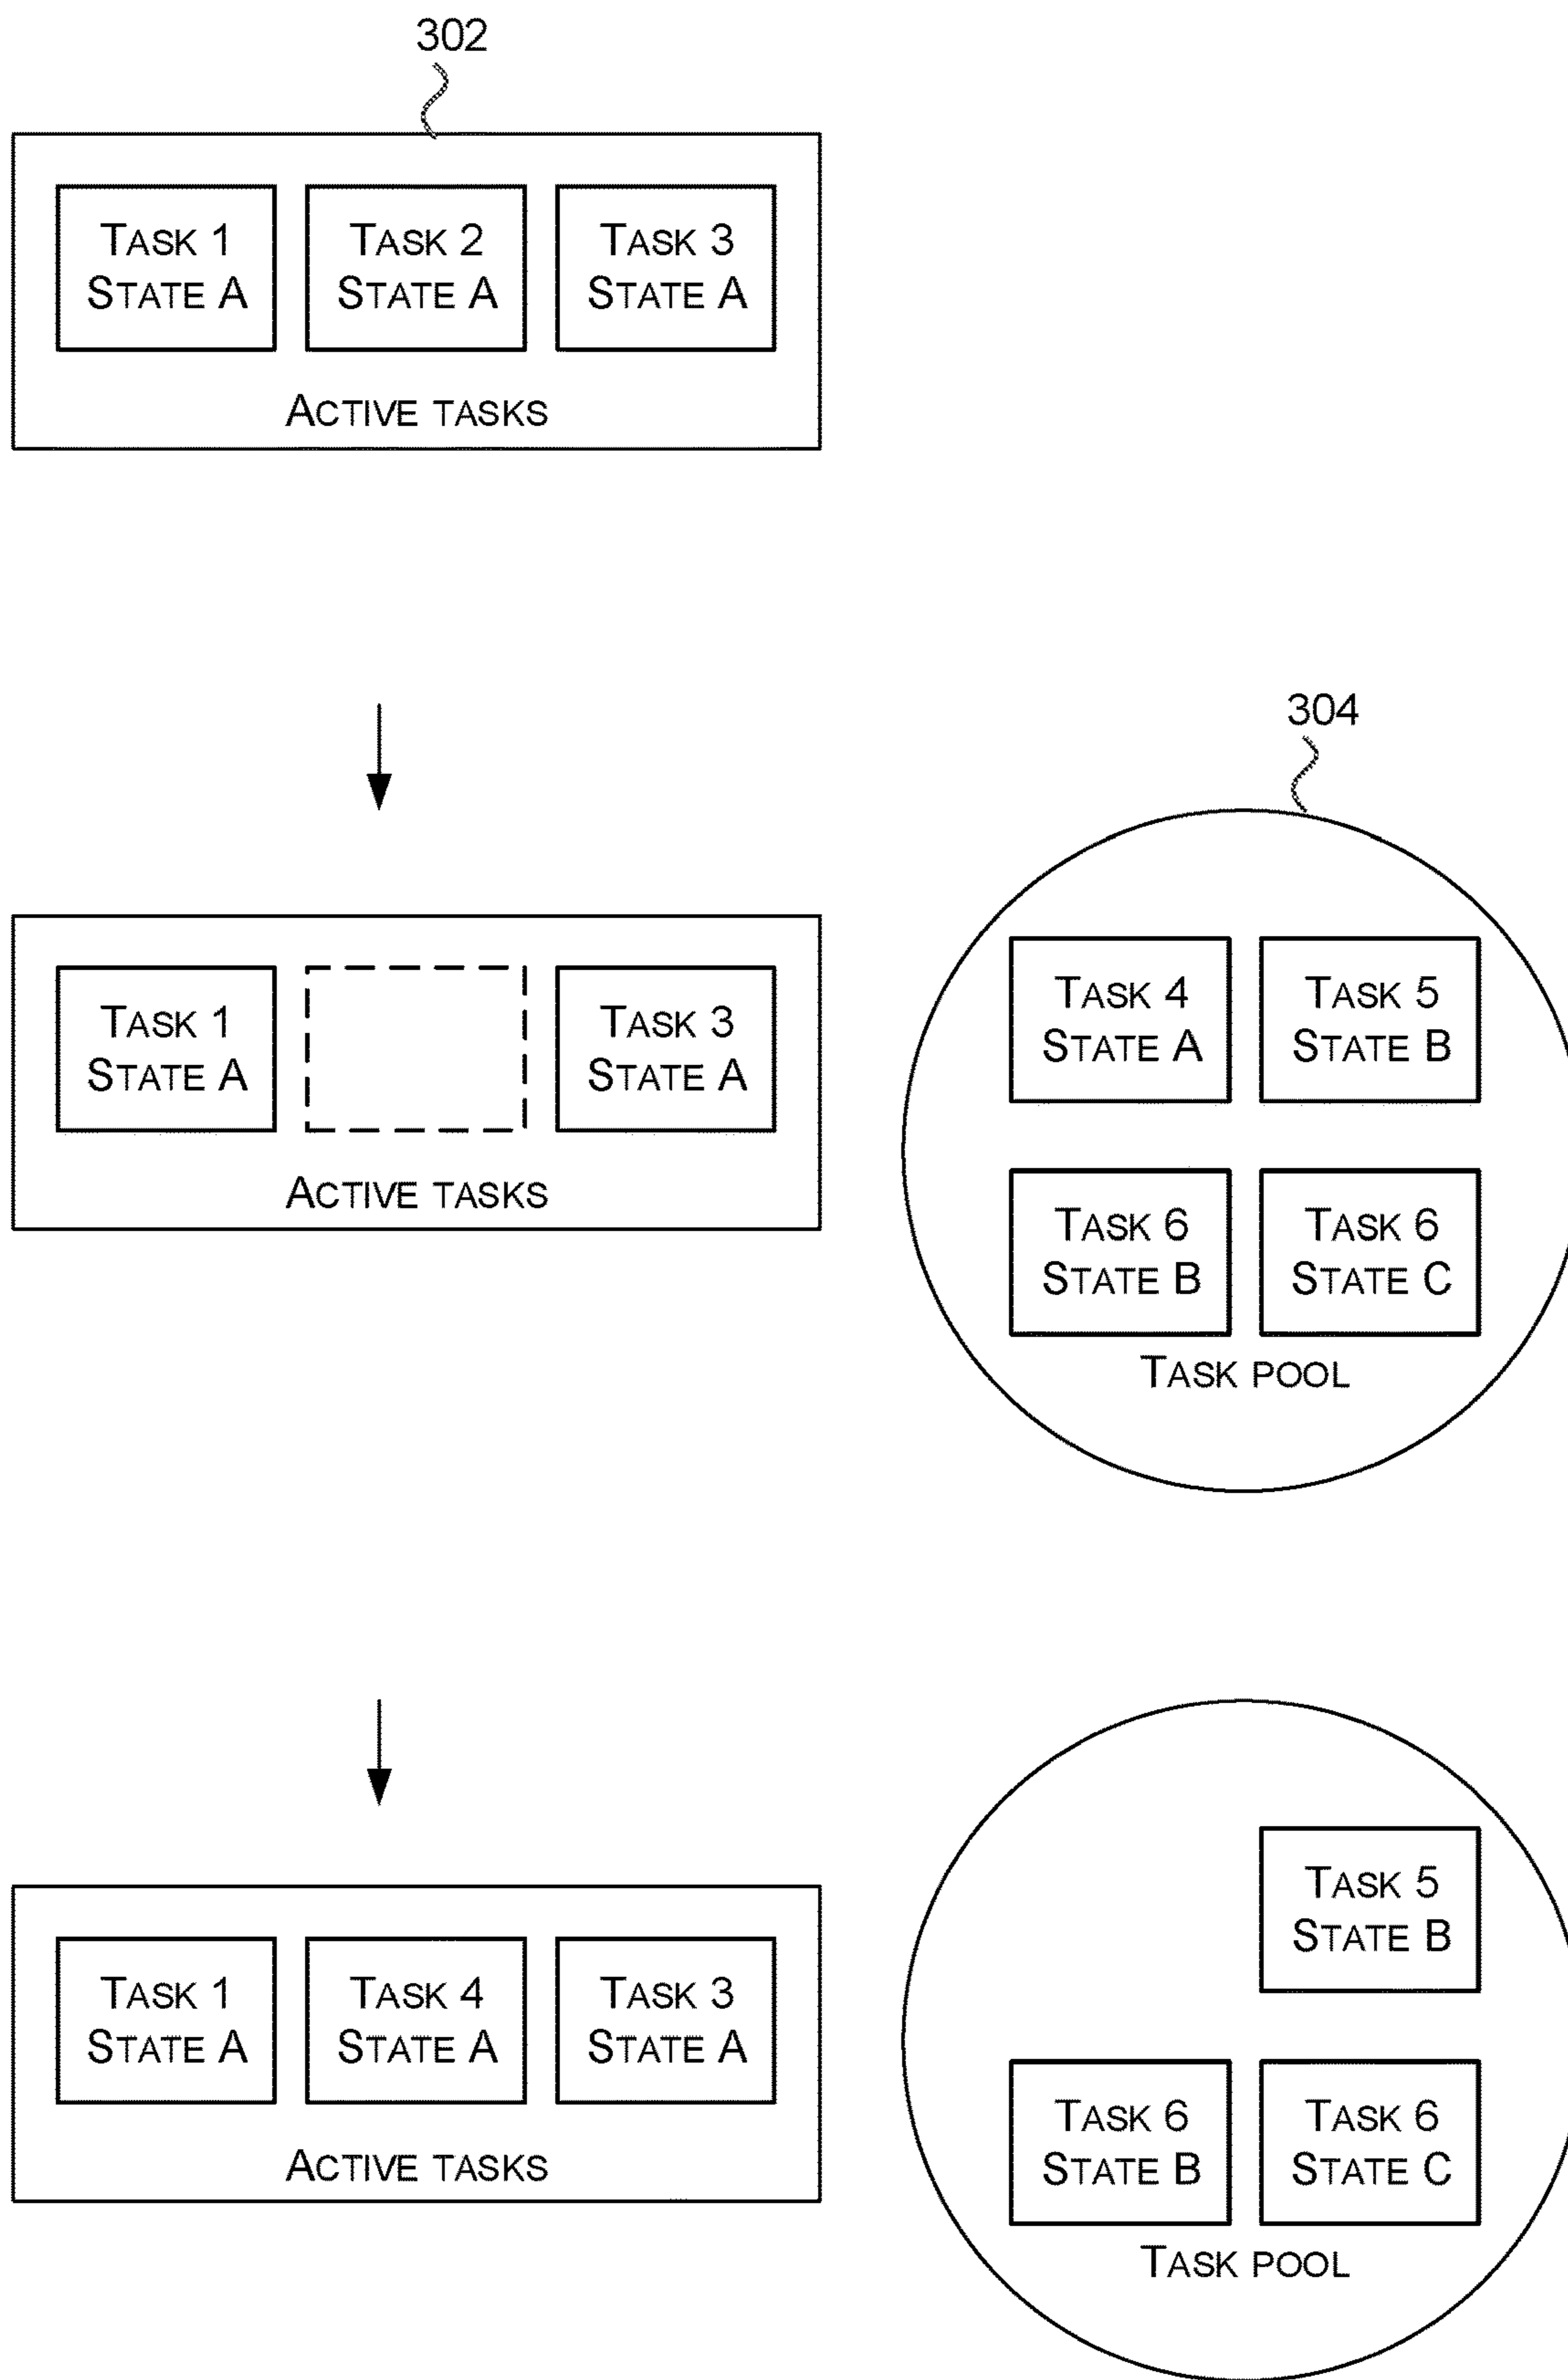 302
Task 1
State A
Task 2
State A
Task 3
State A
Active tasks
304
Task 1
State A
Task 3
State A
Active tasks
Task 4
State A
Task 5
State B
Task 6
State B
Task 6
State C
Task pool
Task 1
State A
Task 4
State A
Task 3
State A
Active tasks
Task 5
State B
Task 6
State B
Task 6
State C
Task pool